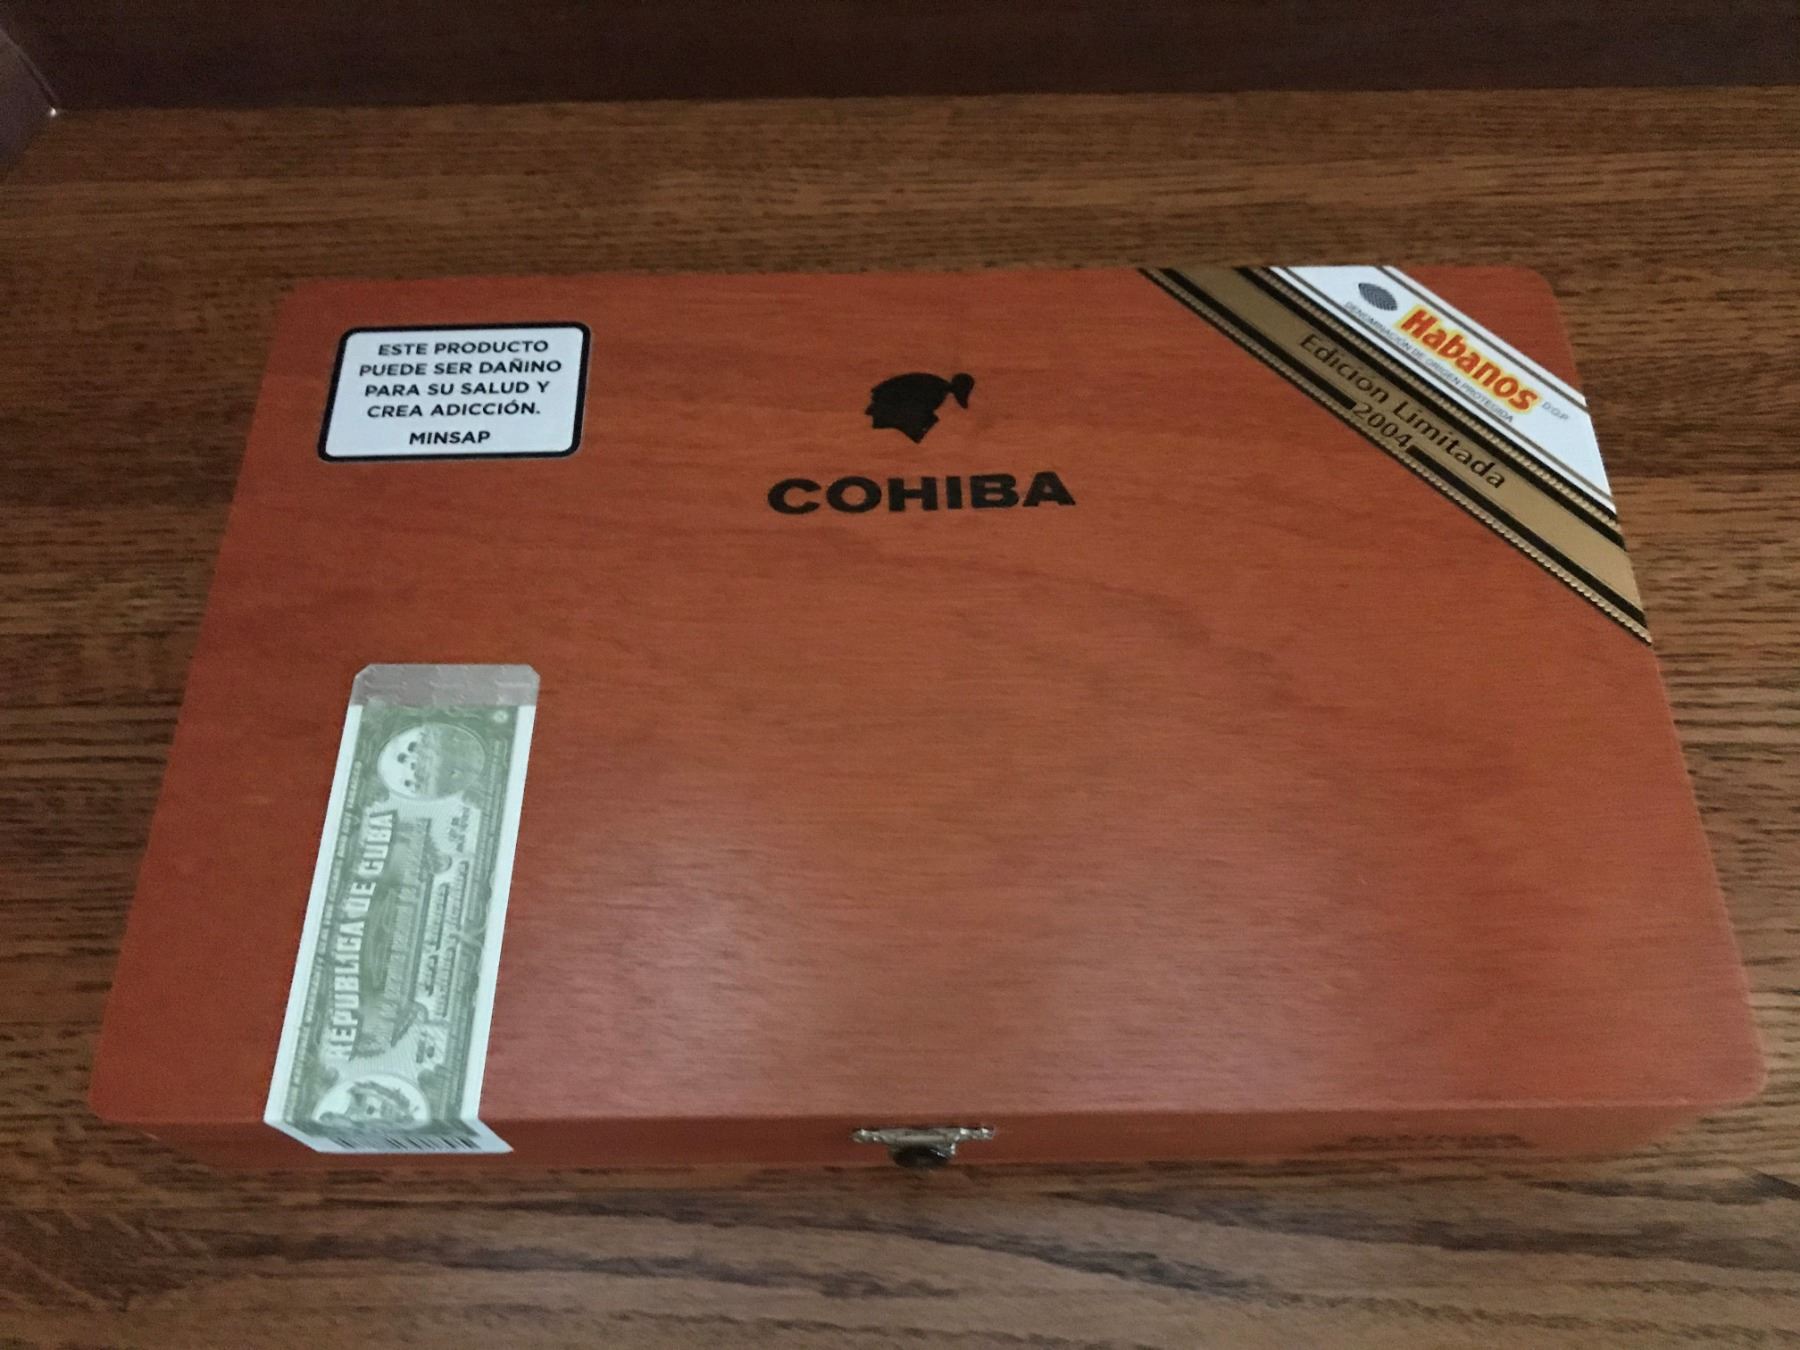 ESTE PRODUCTO
PUEDE SER DAÑINO
PARA SU SALUD Y
CREA ADICCIÓN.
MINSAP
COHIBA
Habanos
DENOMINACIÓN DE ORIGEN PROTEGIDA
D.O.P.
Edicion Limitada
2004
REPUBLICA DE CUBA